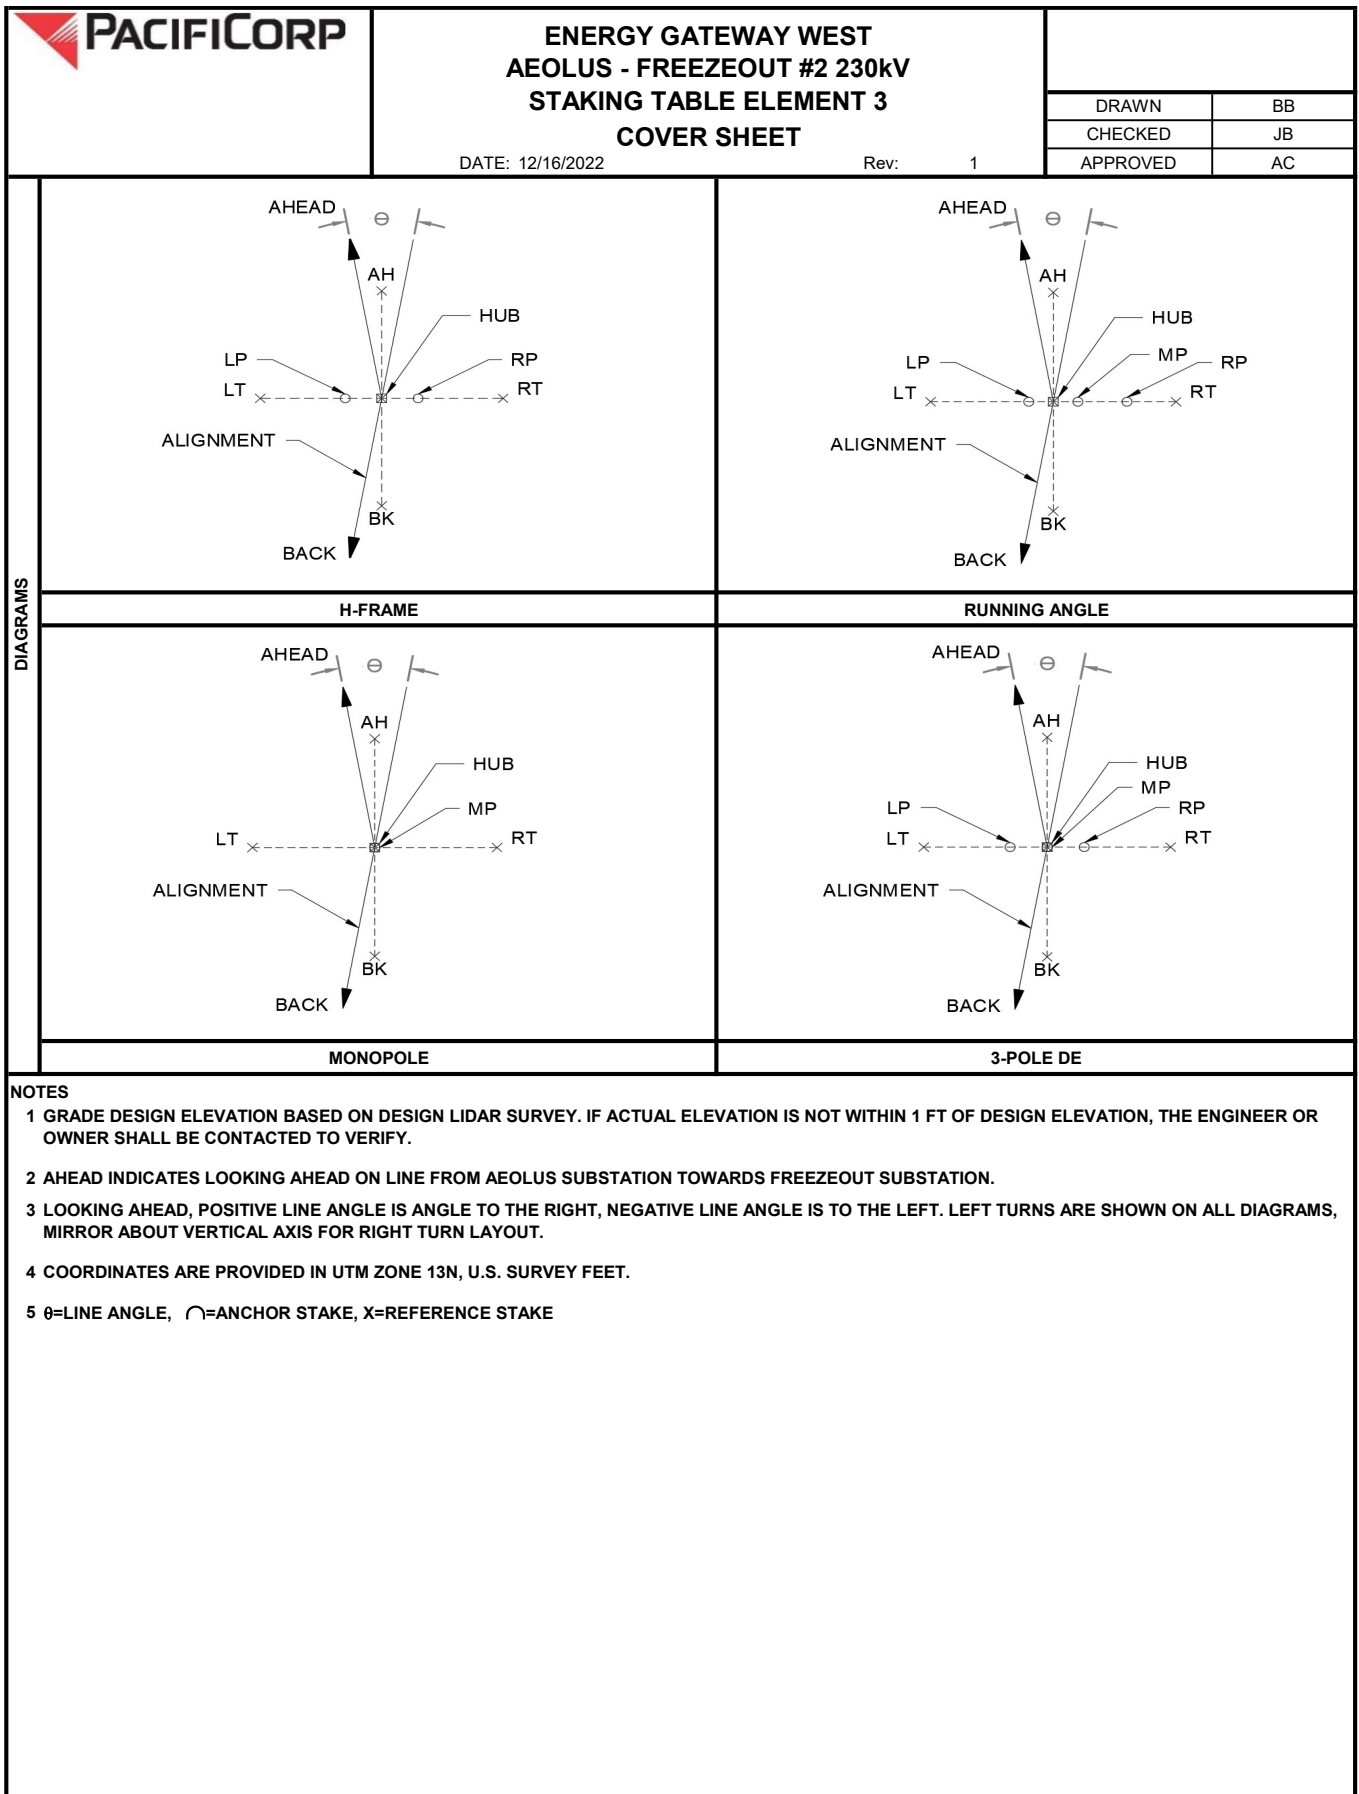 PACIFICORP
ENERGY GATEWAY WEST
AEOLUS - FREEZEOUT #2 230kV
STAKING TABLE ELEMENT 3
COVER SHEET
DATE: 12/16/2022 Rev: 1
DRAWN BB
CHECKED JB
APPROVED AC
DIAGRAMS
AHEAD θ
AH
HUB
LP RP
LT RT
ALIGNMENT
BK
BACK
H-FRAME
AHEAD θ
AH
HUB
MP
LP RP
LT RT
ALIGNMENT
BK
BACK
RUNNING ANGLE
AHEAD θ
AH
HUB
MP
LT RT
ALIGNMENT
BK
BACK
MONOPOLE
AHEAD θ
AH
HUB
MP
LP RP
LT RT
ALIGNMENT
BK
BACK
3-POLE DE
NOTES
1 GRADE DESIGN ELEVATION BASED ON DESIGN LIDAR SURVEY. IF ACTUAL ELEVATION IS NOT WITHIN 1 FT OF DESIGN ELEVATION, THE ENGINEER OR
OWNER SHALL BE CONTACTED TO VERIFY.
2 AHEAD INDICATES LOOKING AHEAD ON LINE FROM AEOLUS SUBSTATION TOWARDS FREEZEOUT SUBSTATION.
3 LOOKING AHEAD, POSITIVE LINE ANGLE IS ANGLE TO THE RIGHT, NEGATIVE LINE ANGLE IS TO THE LEFT. LEFT TURNS ARE SHOWN ON ALL DIAGRAMS,
MIRROR ABOUT VERTICAL AXIS FOR RIGHT TURN LAYOUT.
4 COORDINATES ARE PROVIDED IN UTM ZONE 13N, U.S. SURVEY FEET.
5 θ=LINE ANGLE, ∩=ANCHOR STAKE, X=REFERENCE STAKE